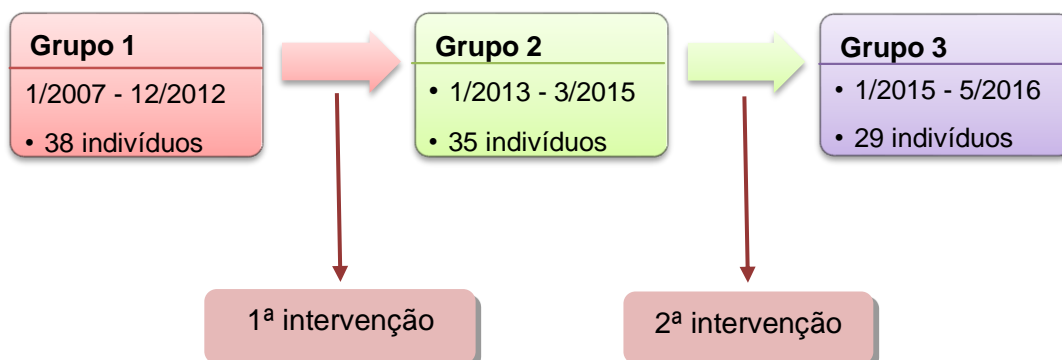 Grupo 1
1/2007 - 12/2012
• 38 indivíduos
Grupo 2
• 1/2013 - 3/2015
• 35 indivíduos
Grupo 3
• 1/2015 - 5/2016
• 29 indivíduos
1ª intervenção
2ª intervenção